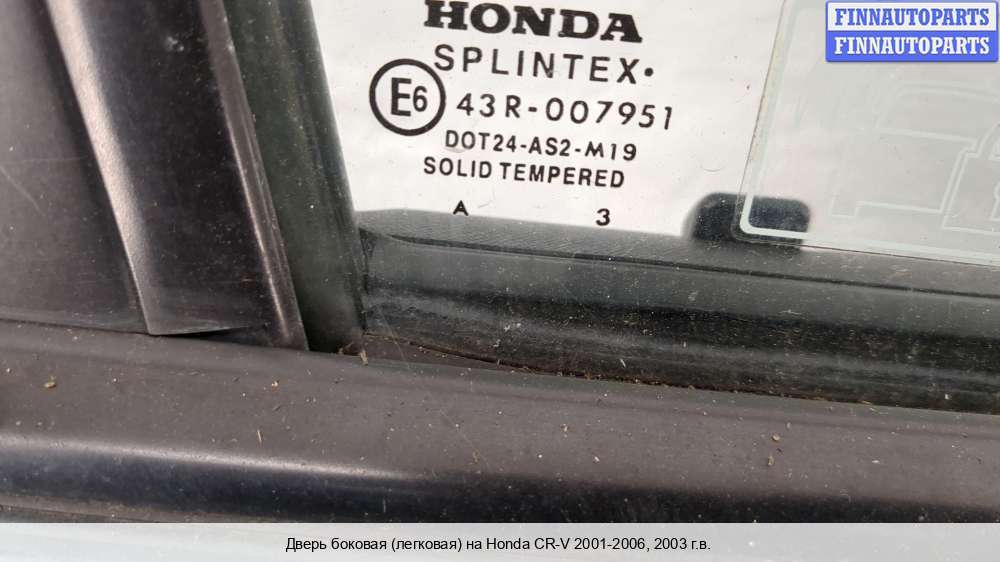 HONDA
SPLINTEX·
E6 43R-007951
DOT24-AS2-M19
SOLID TEMPERED
A 3
FINNAUTOPARTS
FINNAUTOPARTS
Дверь боковая (легковая) на Honda CR-V 2001-2006, 2003 г.в.